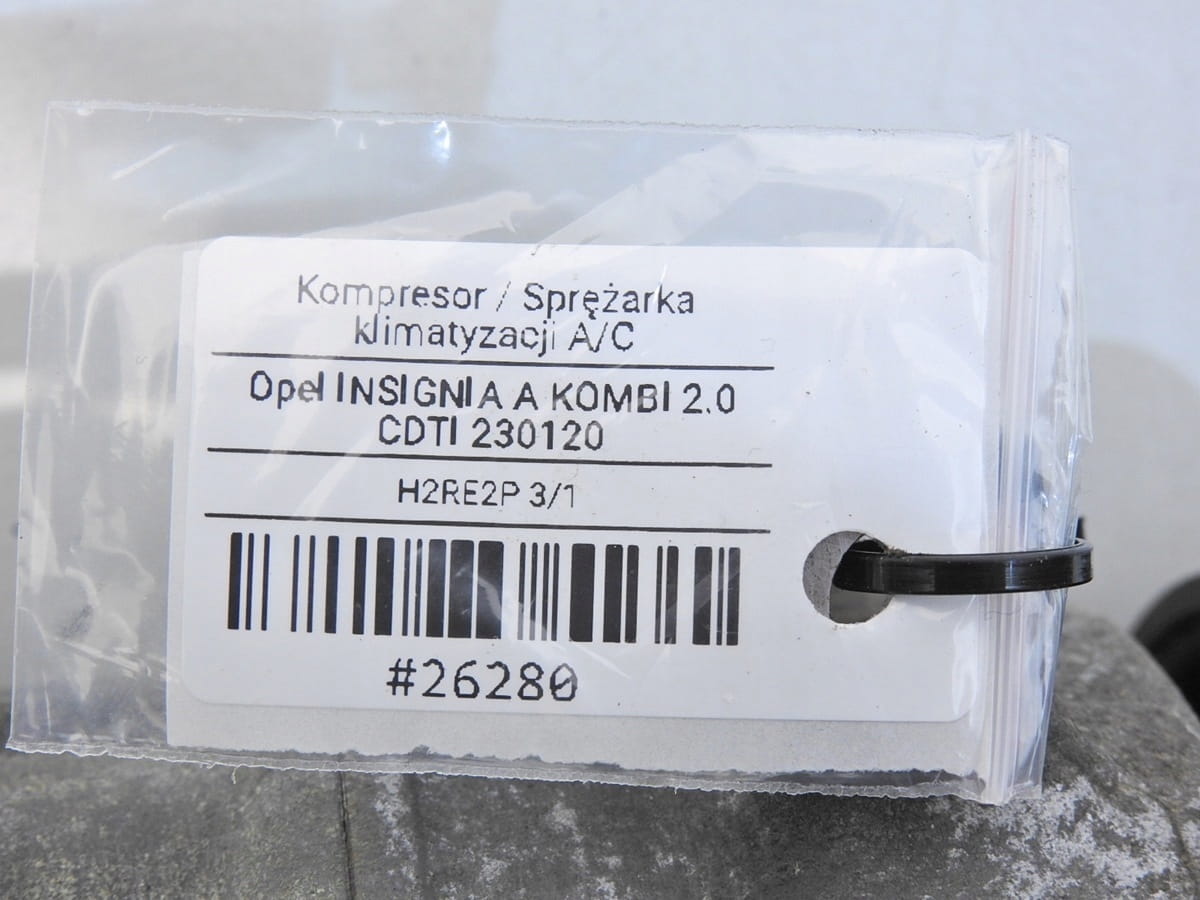 Kompresor / Sprężarka
klimatyzacji A/C
Opel INSIGNIA A KOMBI 2.0
CDTI 230120
H2RE2P 3/1
#26280